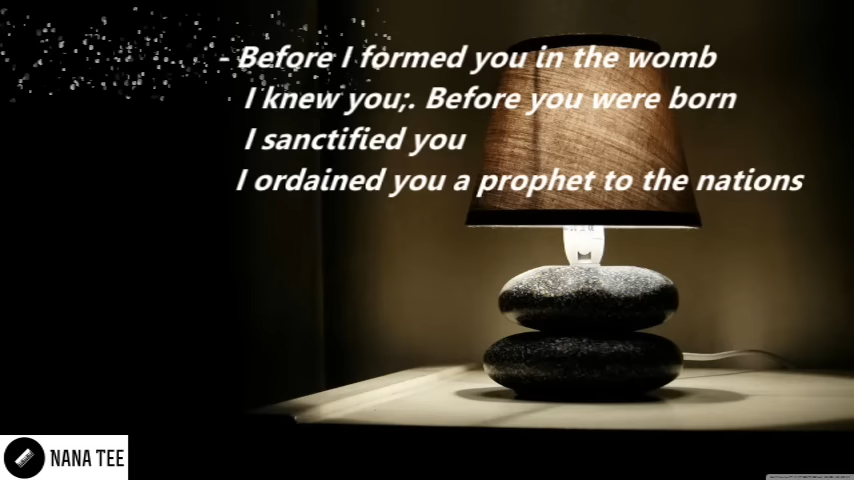 - Before I formed you in the womb
I knew you;. Before you were born
I sanctified you
I ordained you a prophet to the nations
NANA TEE